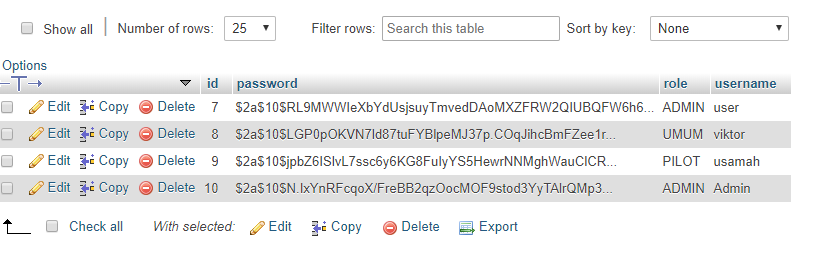 Show all Number of rows: 25 Filter rows: Search this table Sort by key: None
Options
id password role username
Edit Copy Delete 7 $2a$10$RL9MWWIeXbYdUsjsuyTmvedDAoMXZFRW2QIUBQFW6h6... ADMIN user
Edit Copy Delete 8 $2a$10$LGP0pOKVN7Id87tuFYBlpeMJ37p.COqJihcBmFZee1r... UMUM viktor
Edit Copy Delete 9 $2a$10$jpbZ6ISIvL7ssc6y6KG8FulyYS5HewrNNMghWauCICR... PILOT usamah
Edit Copy Delete 10 $2a$10$N.IxYnRFcqoX/FreBB2qzOocMOF9stod3YyTAlrQMp3... ADMIN Admin
Check all With selected: Edit Copy Delete Export